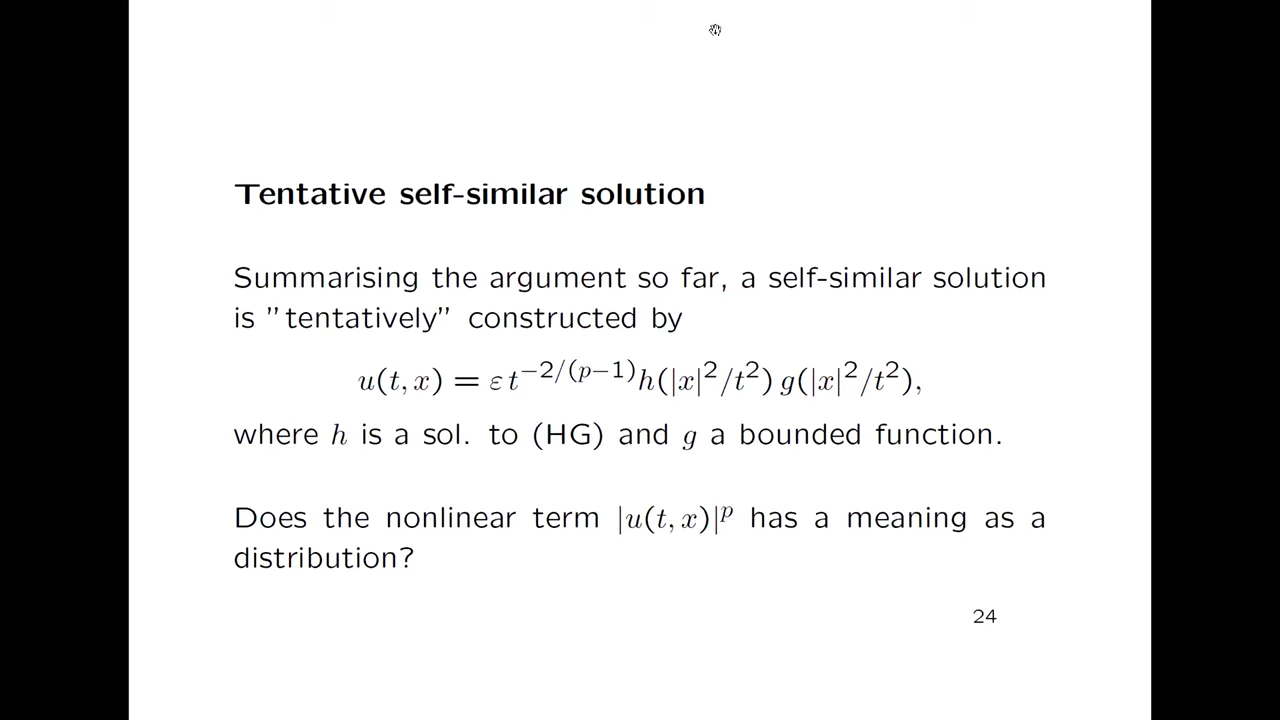 Tentative self-similar solution
Summarising the argument so far, a self-similar solution
is ”tentatively” constructed by
u(t, x) = ε t^{−2/(p−1)} h(|x|²/t²) g(|x|²/t²),
where h is a sol. to (HG) and g a bounded function.
Does the nonlinear term |u(t, x)|^p has a meaning as a
distribution?
24